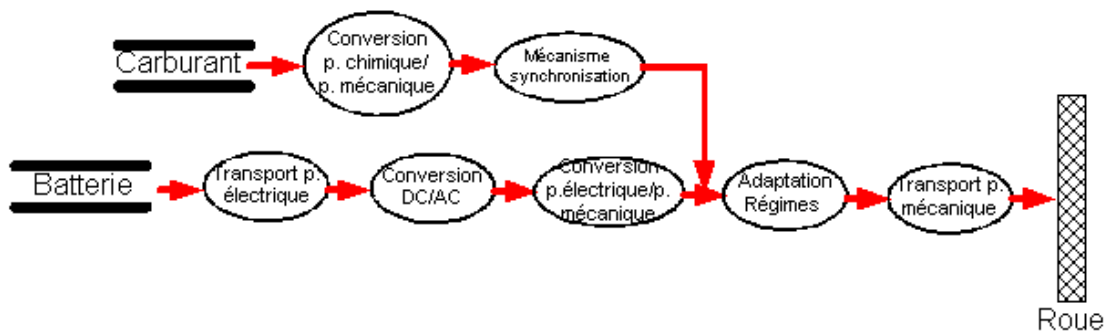 Carburant
Conversion
p. chimique/
p. mécanique
Mécanisme
synchronisation
Batterie
Transport p.
électrique
Conversion
DC/AC
Conversion
p.électrique/p.
mécanique
Adaptation
Régimes
Transport p.
mécanique
Roue